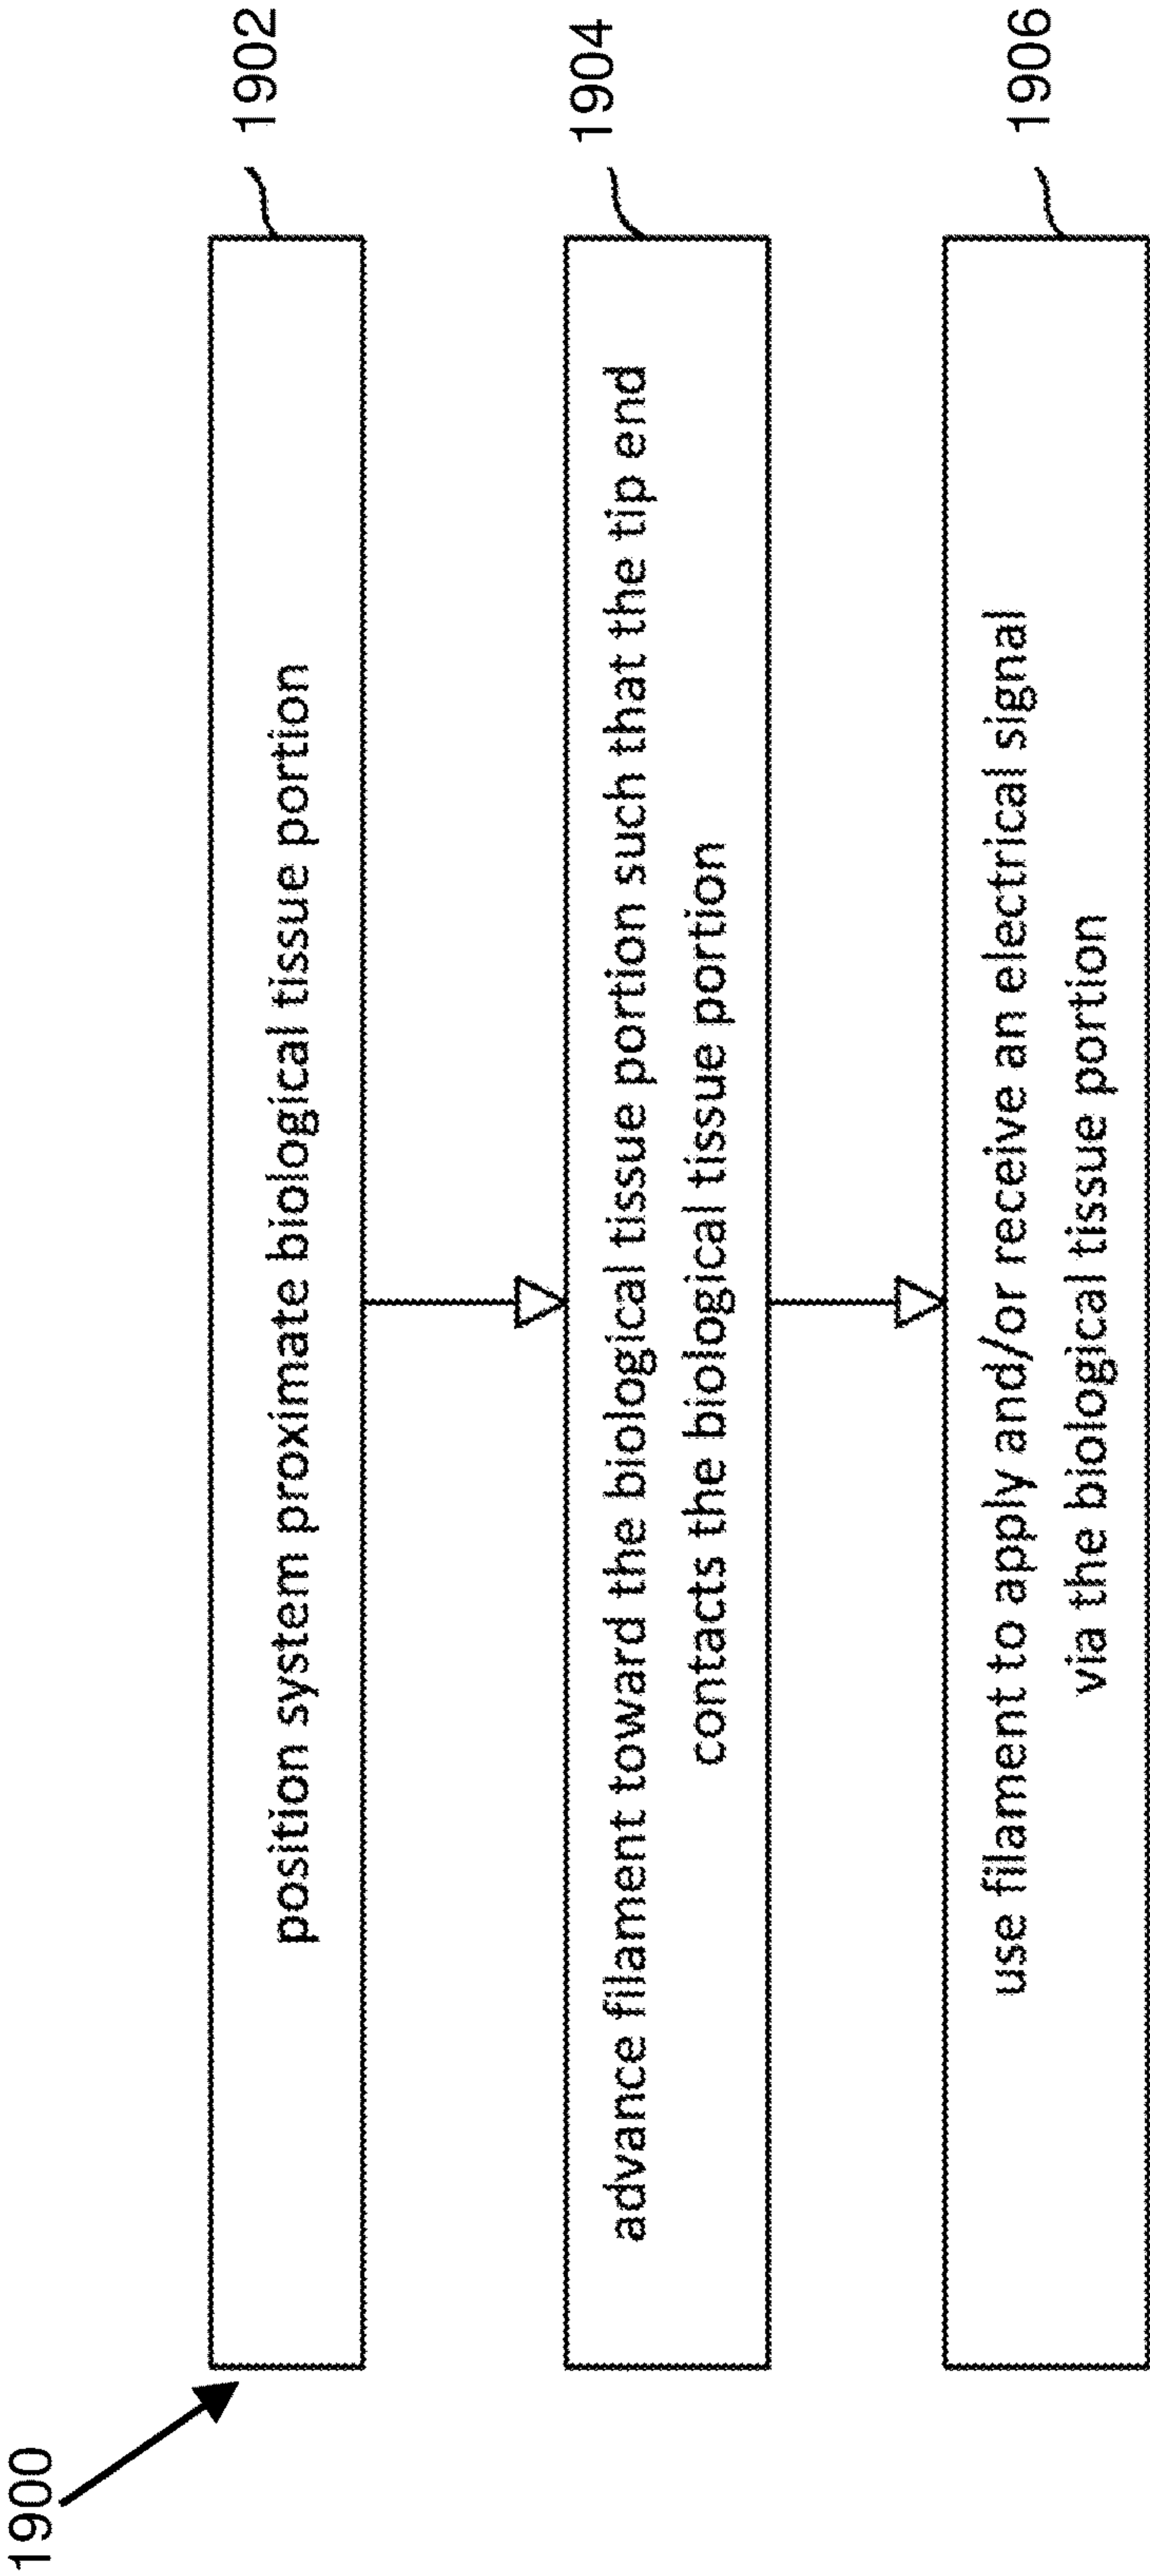 1900
position system proximate biological tissue portion
1902
advance filament toward the biological tissue portion such that the tip end
contacts the biological tissue portion
1904
use filament to apply and/or receive an electrical signal
via the biological tissue portion
1906